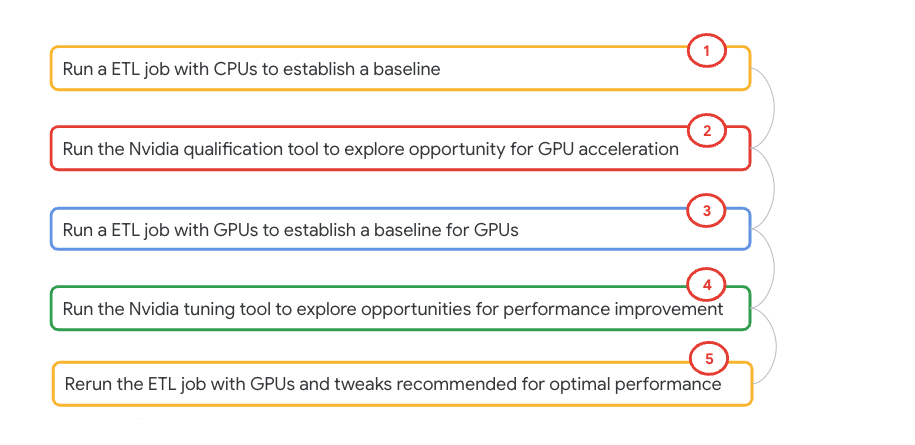 1
Run a ETL job with CPUs to establish a baseline
2
Run the Nvidia qualification tool to explore opportunity for GPU acceleration
3
Run a ETL job with GPUs to establish a baseline for GPUs
4
Run the Nvidia tuning tool to explore opportunities for performance improvement
5
Rerun the ETL job with GPUs and tweaks recommended for optimal performance